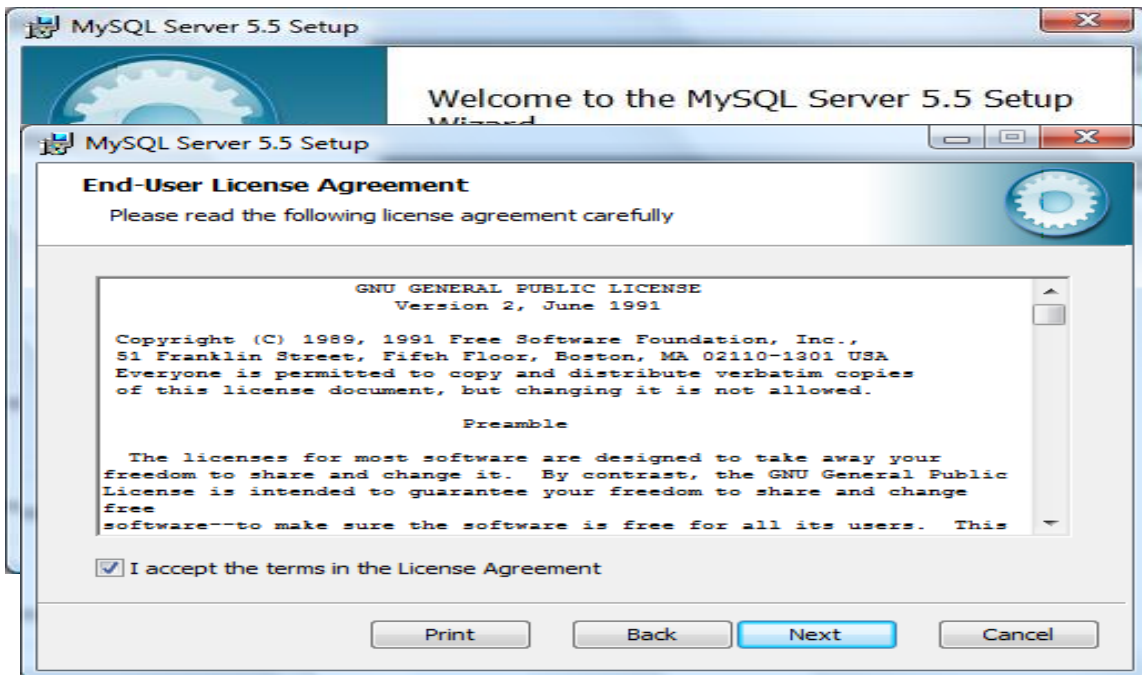 MySQL Server 5.5 Setup
Welcome to the MySQL Server 5.5 Setup
Wizard
MySQL Server 5.5 Setup
End-User License Agreement
Please read the following license agreement carefully
GNU GENERAL PUBLIC LICENSE
Version 2, June 1991
Copyright (C) 1989, 1991 Free Software Foundation, Inc.,
51 Franklin Street, Fifth Floor, Boston, MA 02110-1301 USA
Everyone is permitted to copy and distribute verbatim copies
of this license document, but changing it is not allowed.
Preamble
The licenses for most software are designed to take away your
freedom to share and change it. By contrast, the GNU General Public
License is intended to guarantee your freedom to share and change
free
software--to make sure the software is free for all its users. This
I accept the terms in the License Agreement
Print Back Next Cancel